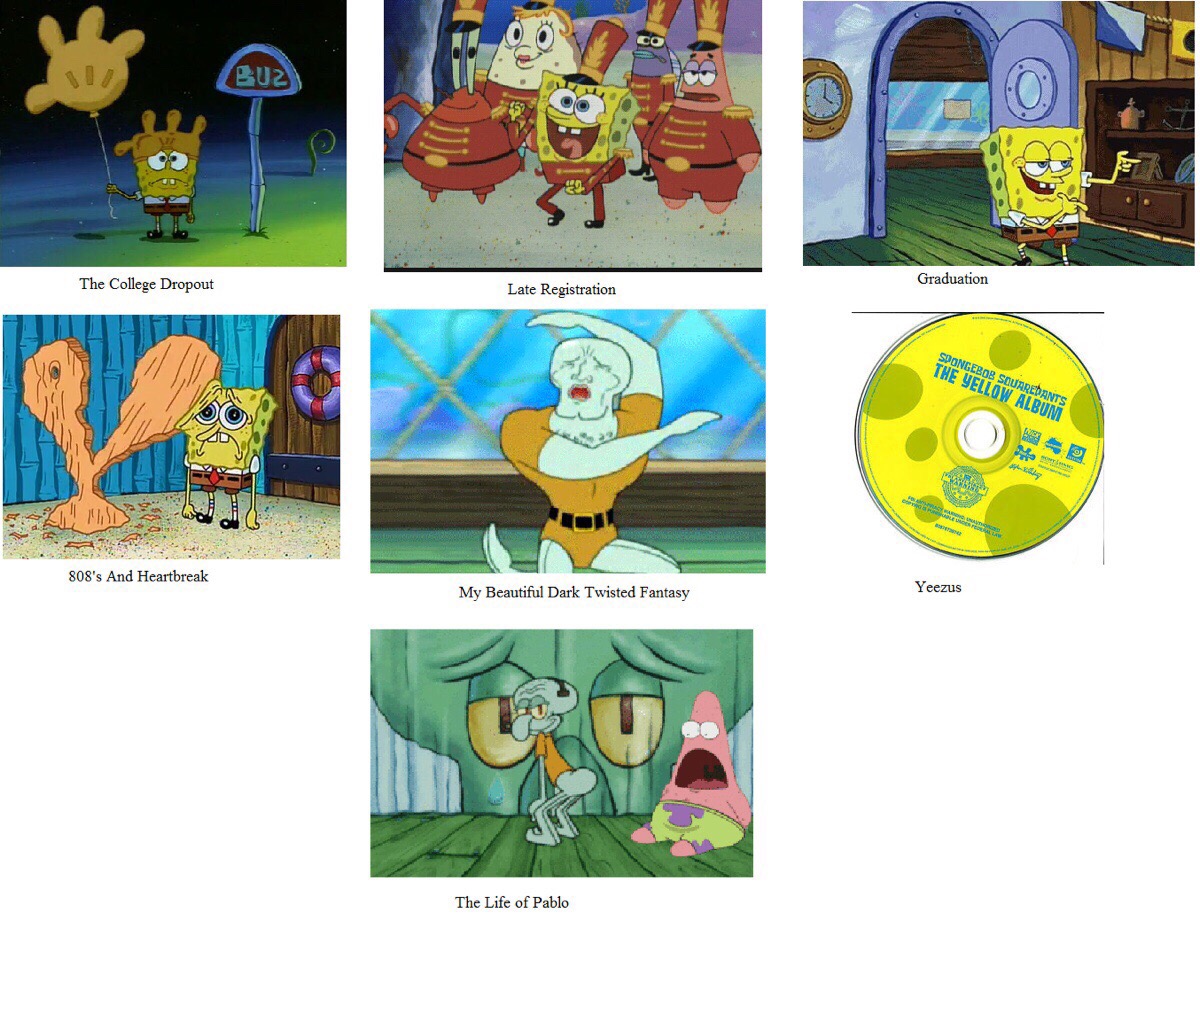 BUZ
The College Dropout
Late Registration
Graduation
808's And Heartbreak
My Beautiful Dark Twisted Fantasy
SPONGEBOB SQUAREPANTS
THE YELLOW ALBUM
Yeezus
The Life of Pablo